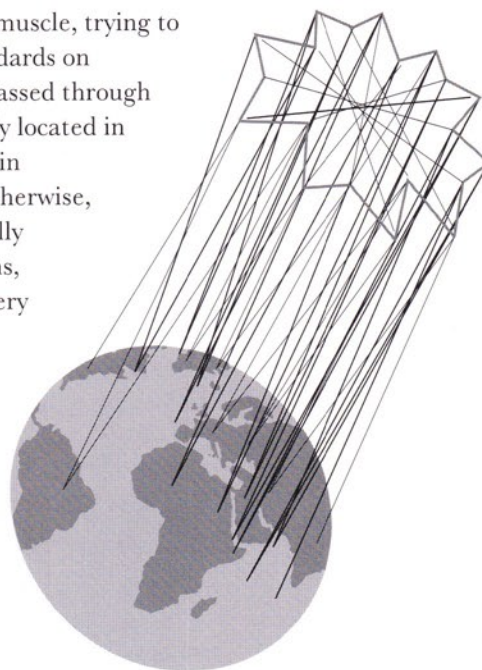 muscle, trying to
dards on
assed through
y located in
in
herwise,
lly
ns,
ery